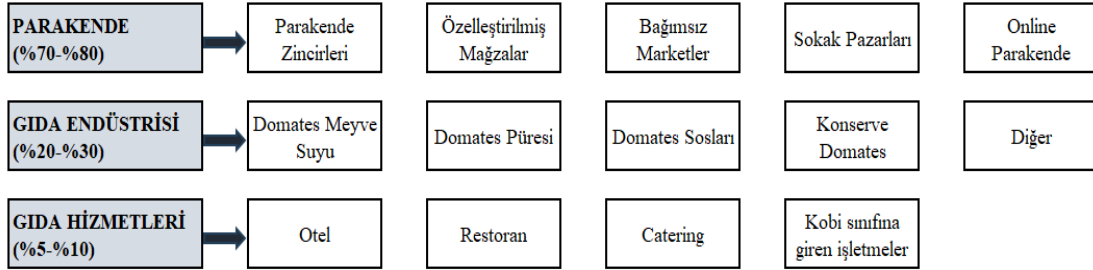 PARAKENDE
(%70-%80)
Parakende
Zincirleri
Özelleştirilmiş
Mağzalar
Bağımsız
Marketler
Sokak Pazarları
Online
Parakende
GIDA ENDÜSTRİSİ
(%20-%30)
Domates Meyve
Suyu
Domates Püresi
Domates Sosları
Konserve
Domates
Diğer
GIDA HİZMETLERİ
(%5-%10)
Otel
Restoran
Catering
Kobi sınıfına
giren işletmeler